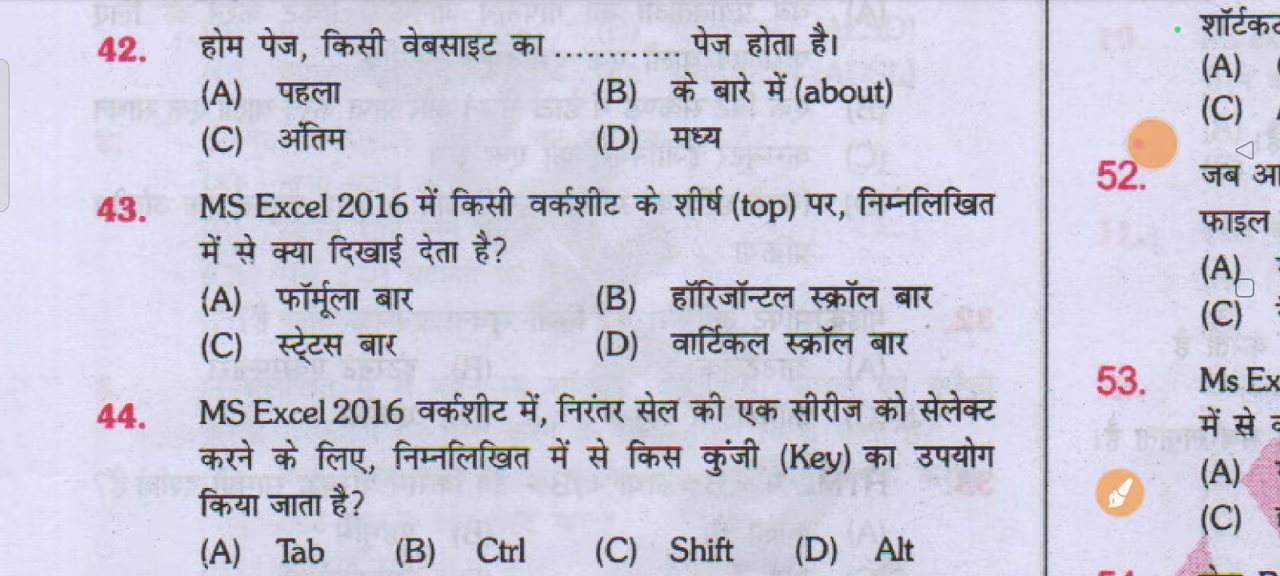 42. होम पेज, किसी वेबसाइट का .............. पेज होता है।
(A) पहला (B) के बारे में (about)
(C) अंतिम (D) मध्य
43. MS Excel 2016 में किसी वर्कशीट के शीर्ष (top) पर, निम्नलिखित
में से क्या दिखाई देता है?
(A) फॉर्मूला बार (B) हॉरिजॉन्टल स्क्रॉल बार
(C) स्टे्टस बार (D) वार्टिकल स्क्रॉल बार
44. MS Excel 2016 वर्कशीट में, निरंतर सेल की एक सीरीज को सेलेक्ट
करने के लिए, निम्नलिखित में से किस कुंजी (Key) का उपयोग
किया जाता है?
(A) Tab (B) Ctrl (C) Shift (D) Alt
(A)
(C)
52. जब
फाइल
(A)
(C)
53. Ms
में से
(A)
(C)